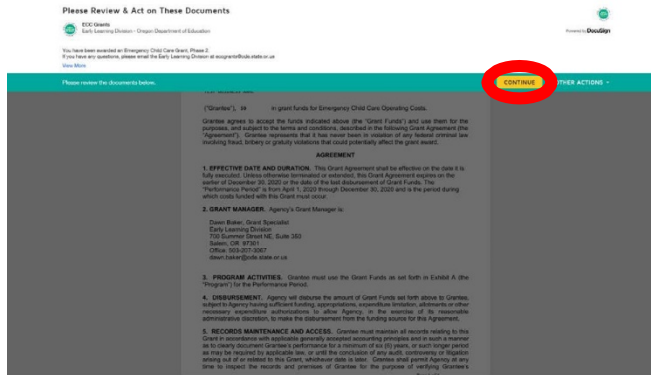 Please Review & Act on These Documents
ECC Grants
Early Learning Division - Oregon Department of Education
Powered by DocuSign
You have been awarded an Emergency Child Care Grant, Phase 2.
If you have any questions, please email the Early Learning Division at eccgrants@ode.state.or.us
View More
Please review the documents below.
CONTINUE
OTHER ACTIONS
("Grantee"), in grant funds for Emergency Child Care Operating Costs.
Grantee agrees to accept the funds indicated above (the "Grant Funds") and use them for the
purposes, and subject to the terms and conditions, described in the following Grant Agreement (the
"Agreement"). Grantee represents that it has never been in violation of any federal criminal law
involving fraud, bribery or gratuity violations that could potentially affect the grant award.
AGREEMENT
1. EFFECTIVE DATE AND DURATION. This Grant Agreement shall be effective on the date it is
fully executed. Unless otherwise terminated or extended, this Grant Agreement expires on the
earlier of December 30, 2020 or the date of the last disbursement of Grant Funds. The
"Performance Period" is from April 1, 2020 through December 30, 2020 and is the period during
which costs funded with this Grant must occur.
2. GRANT MANAGER. Agency's Grant Manager is:
Dawn Baker, Grant Specialist
Early Learning Division
700 Summer Street NE, Suite 350
Salem, OR 97301
Office: 503-207-3067
dawn.baker@ode.state.or.us
3. PROGRAM ACTIVITIES. Grantee must use the Grant Funds as set forth in Exhibit A (the
"Program") for the Performance Period.
4. DISBURSEMENT. Agency will disburse the amount of Grant Funds set forth above to Grantee,
subject to Agency having sufficient funding, appropriations, expenditure limitation, allotments or other
necessary expenditure authorizations to allow Agency, in the exercise of its reasonable
administrative discretion, to make the disbursement from the funding source for this Agreement.
5. RECORDS MAINTENANCE AND ACCESS. Grantee must maintain all records relating to this
Grant in accordance with applicable generally accepted accounting principles and in such a manner
as to clearly document Grantee's performance for a minimum of six (6) years, or such longer period
as may be required by applicable law, or until the conclusion of any audit, controversy or litigation
arising out of or related to this Grant, whichever date is later. Grantee shall permit Agency at any
time to inspect the records and premises of Grantee for the purpose of verifying Grantee's